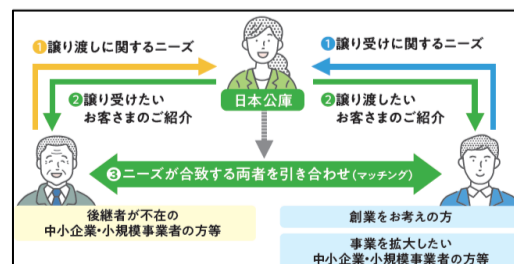 ❶譲り渡しに関するニーズ
❶譲り受けに関するニーズ
❷譲り受けたい
お客さまのご紹介
日本公庫
❷譲り渡したい
お客さまのご紹介
❸ニーズが合致する両者を引き合わせ(マッチング)
後継者が不在の
中小企業・小規模事業者の方等
創業をお考えの方
事業を拡大したい
中小企業・小規模事業者の方等